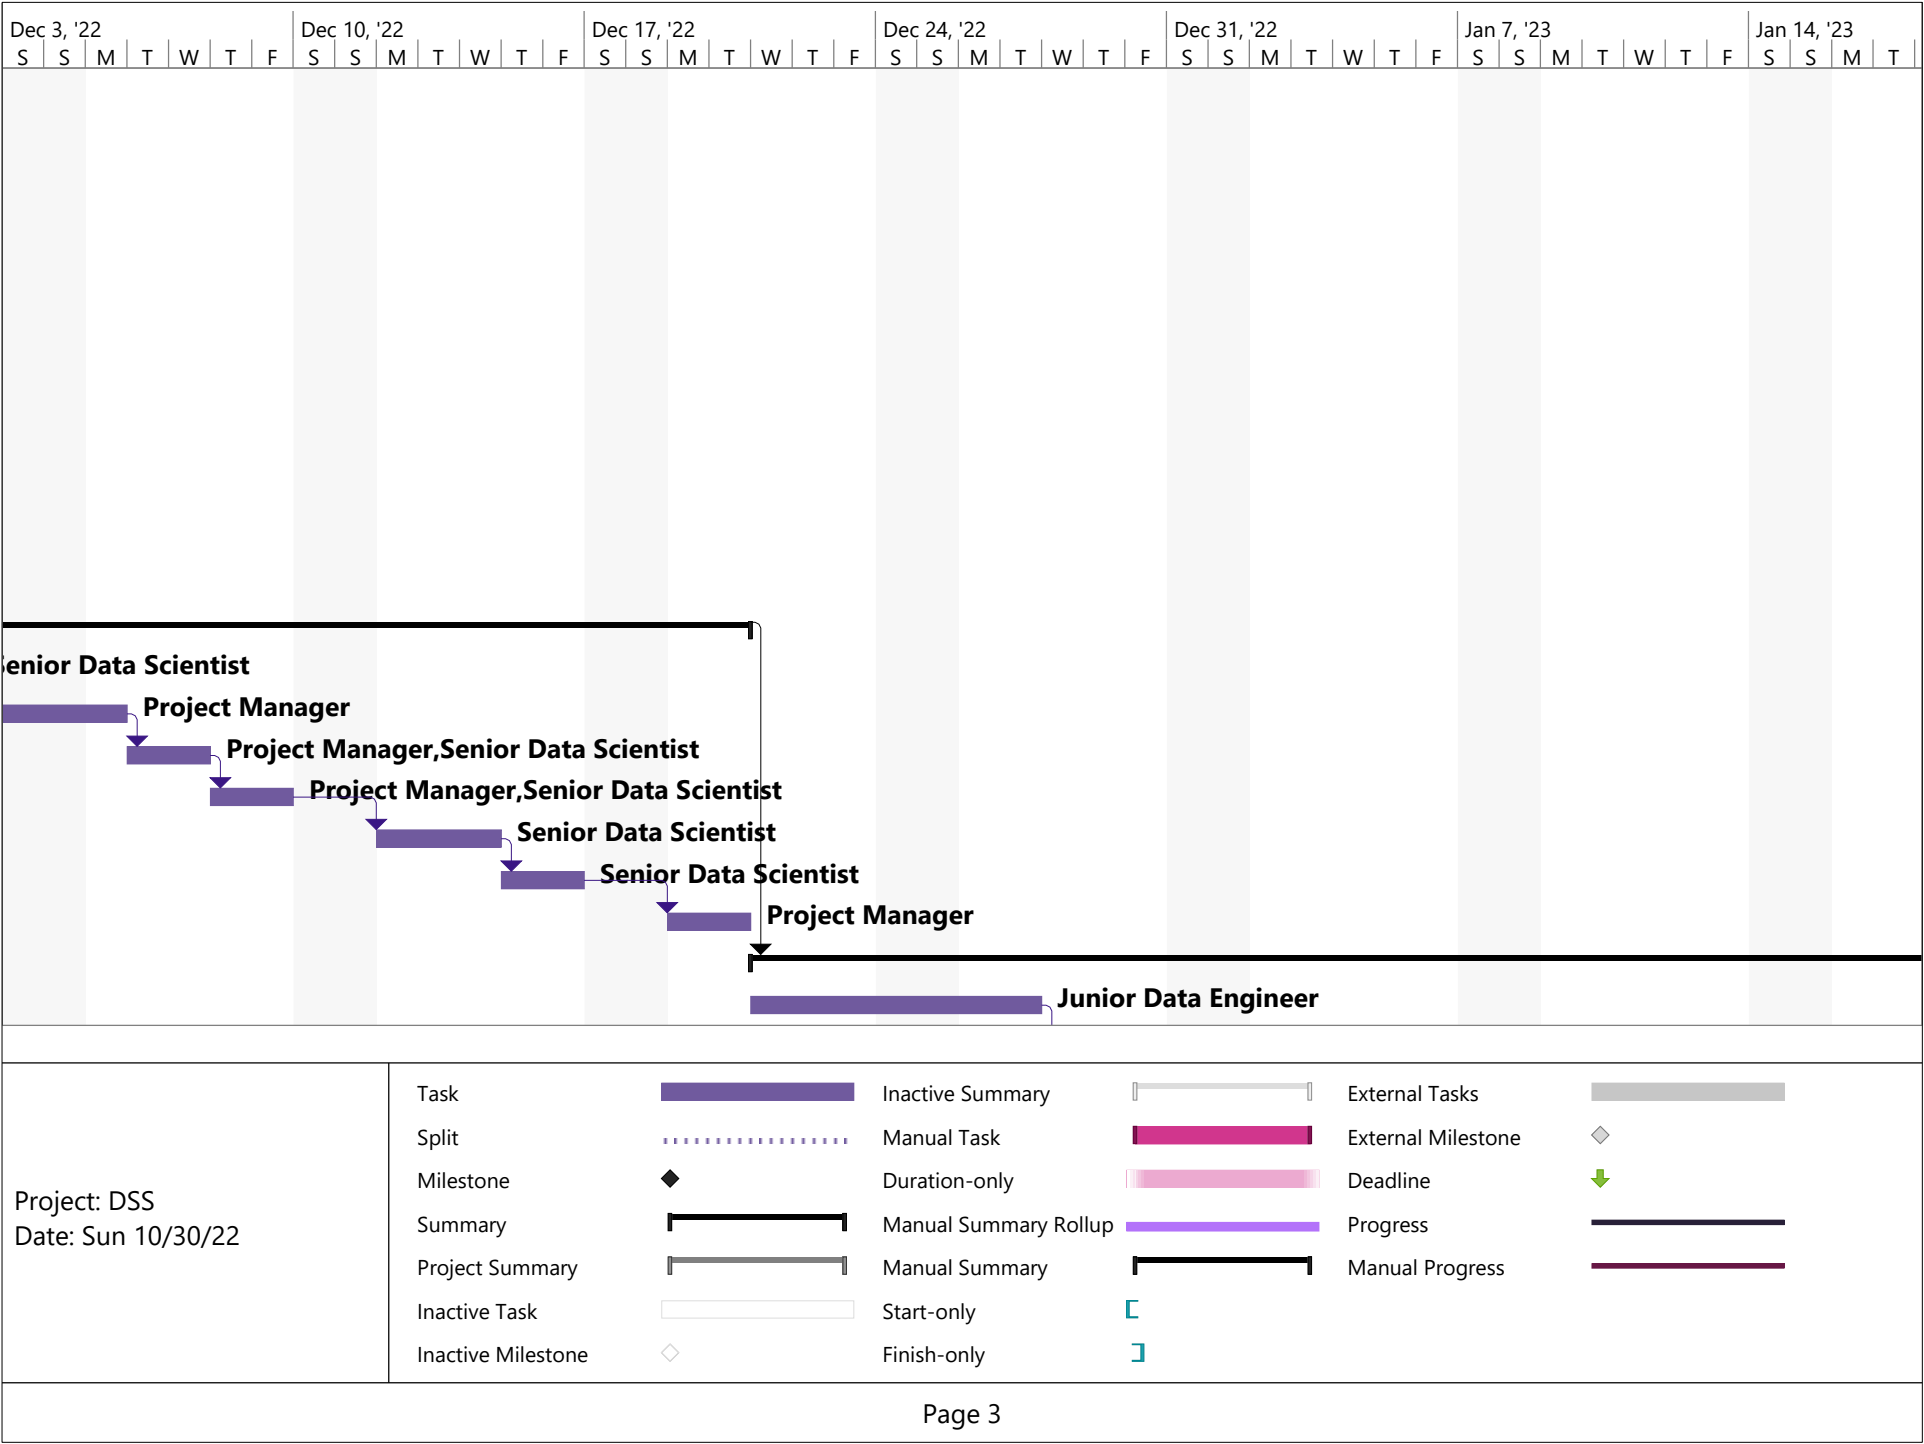 Dec 3, '22 Dec 10, '22 Dec 17, '22 Dec 24, '22 Dec 31, '22 Jan 7, '23 Jan 14, '23
S S M T W T F S S M T W T F S S M T W T F S S M T W T F S S M T W T F S S M T W T F S S M T
enior Data Scientist
Project Manager
Project Manager,Senior Data Scientist
Project Manager,Senior Data Scientist
Senior Data Scientist
Senior Data Scientist
Project Manager
Junior Data Engineer
Project: DSS
Date: Sun 10/30/22
Task
Split
Milestone
Summary
Project Summary
Inactive Task
Inactive Milestone
Inactive Summary
Manual Task
Duration-only
Manual Summary Rollup
Manual Summary
Start-only
Finish-only
External Tasks
External Milestone
Deadline
Progress
Manual Progress
Page 3